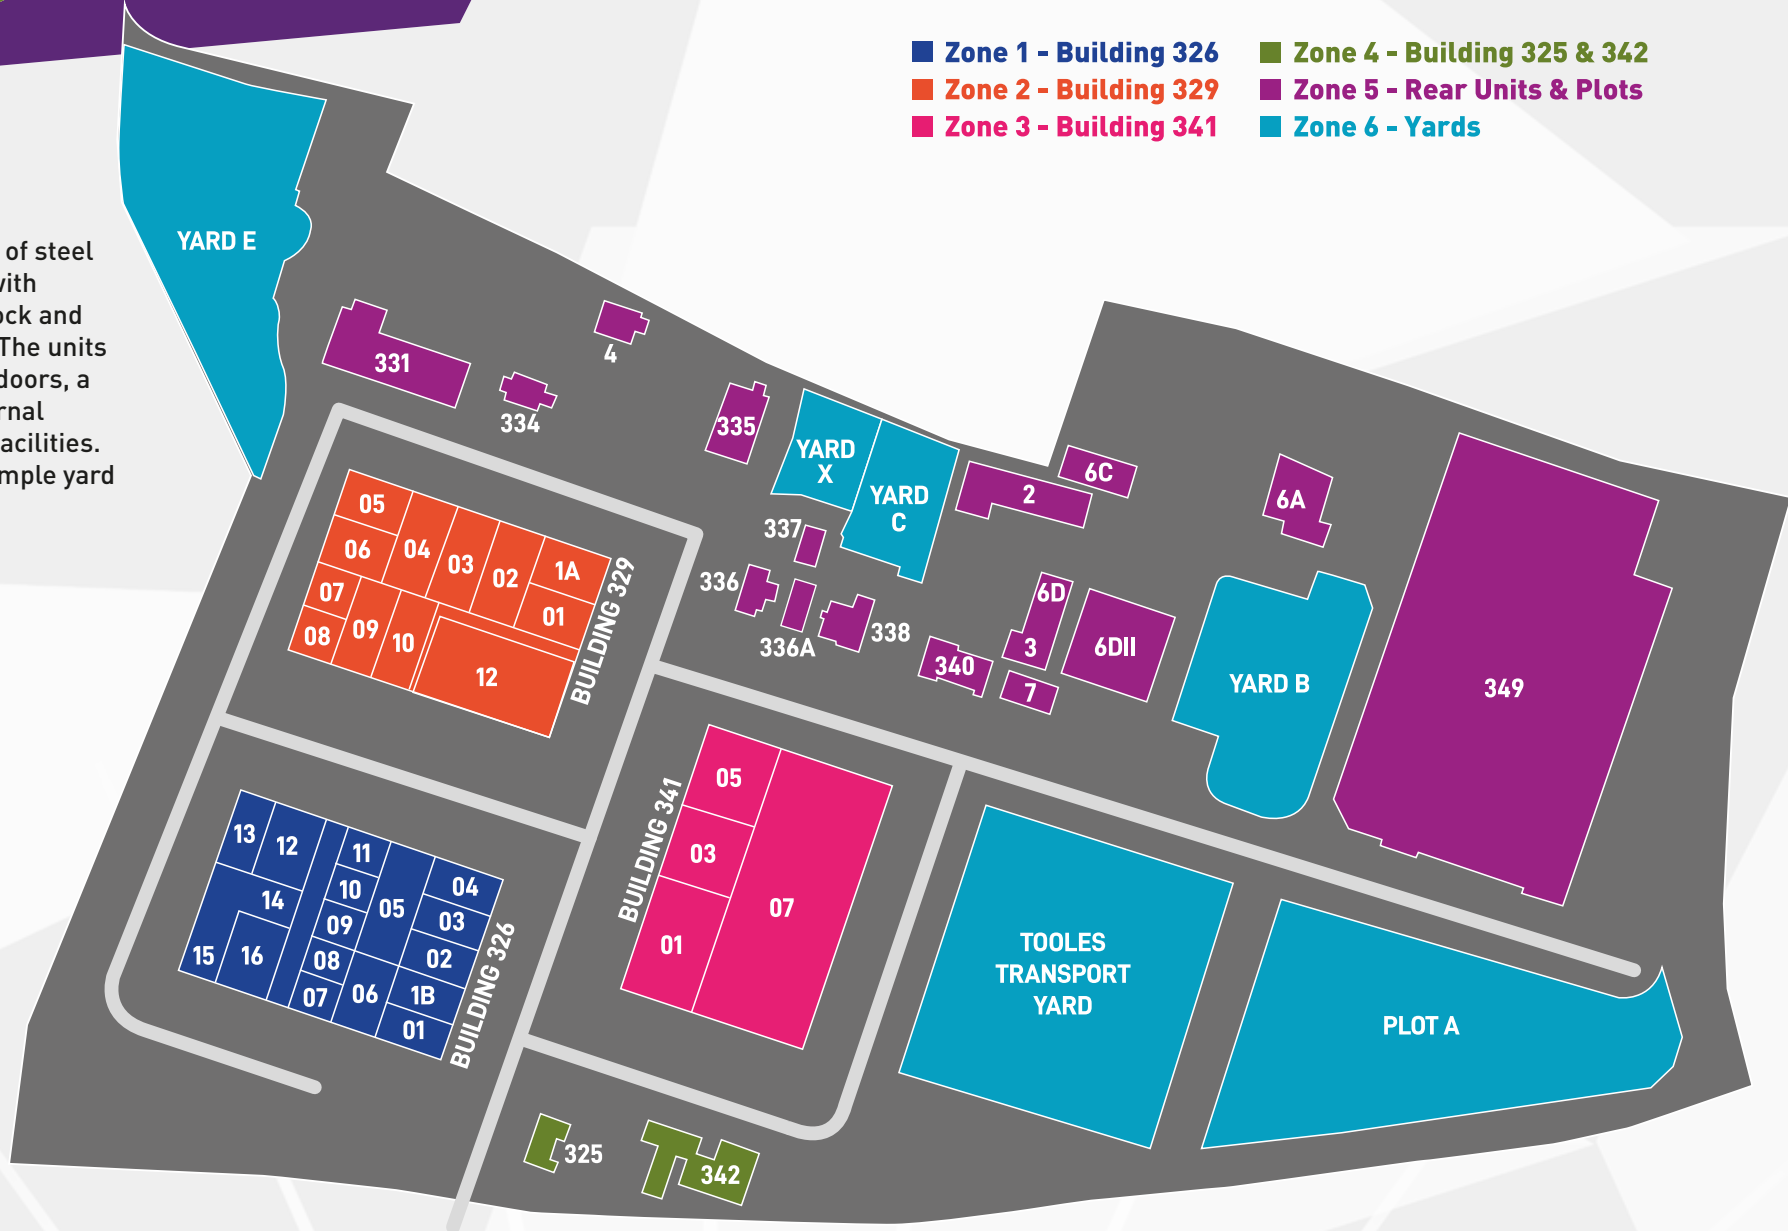 Zone 1 - Building 326
Zone 2 - Building 329
Zone 3 - Building 341
Zone 4 - Building 325 & 342
Zone 5 - Rear Units & Plots
Zone 6 - Yards
of steel
with
ock and
The units
doors, a
rnal
acilities.
mple yard
YARD E
331
334
4
335
YARD
X
YARD
C
2
6C
6A
349
337
336
336A
338
340
6D
3
7
6DII
YARD B
05
06
04
03
02
1A
01
07
08
09
10
12
BUILDING 329
13
12
14
15
16
11
10
09
08
07
05
06
04
03
02
1B
01
BUILDING 326
BUILDING 341
05
03
01
07
TOOLES
TRANSPORT
YARD
PLOT A
325
342